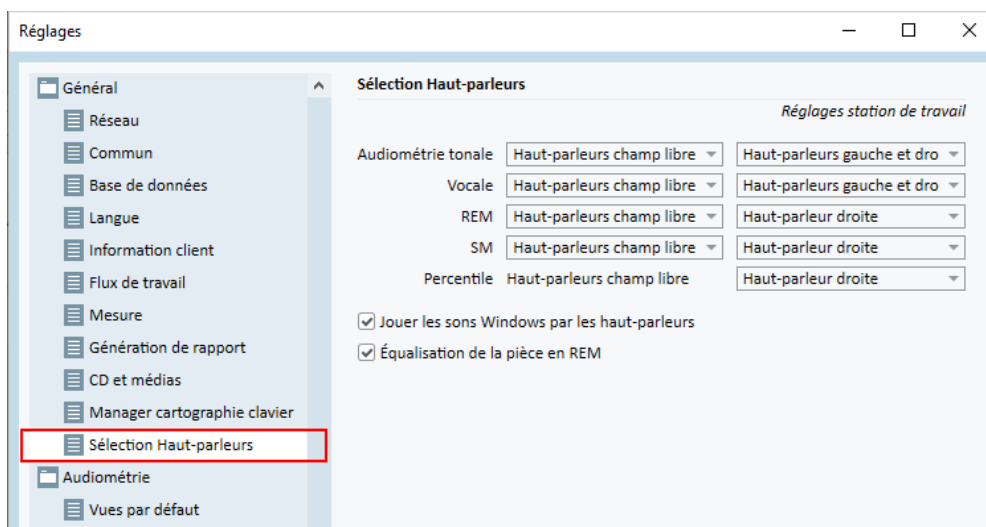 Réglages
Général
Réseau
Commun
Base de données
Langue
Information client
Flux de travail
Mesure
Génération de rapport
CD et médias
Manager cartographie clavier
Sélection Haut-parleurs
Audiométrie
Vues par défaut
Sélection Haut-parleurs
Réglages station de travail
Audiométrie tonale Haut-parleurs champ libre Haut-parleurs gauche et dro
Vocale Haut-parleurs champ libre Haut-parleurs gauche et dro
REM Haut-parleurs champ libre Haut-parleur droite
SM Haut-parleurs champ libre Haut-parleur droite
Percentile Haut-parleurs champ libre Haut-parleur droite
Jouer les sons Windows par les haut-parleurs
Équalisation de la pièce en REM